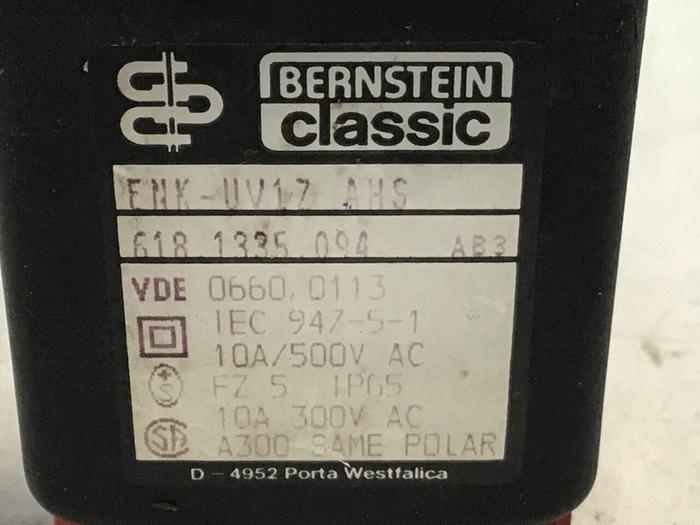 BERNSTEIN
classic
ENK-UV1Z AHS
618.1335.094 AB3
VDE 0660, 0113
IEC 947-5-1
10A/500V AC
FZ 5 IP65
10A 300V AC
A300 SAME POLAR
D - 4952 Porta Westfalica